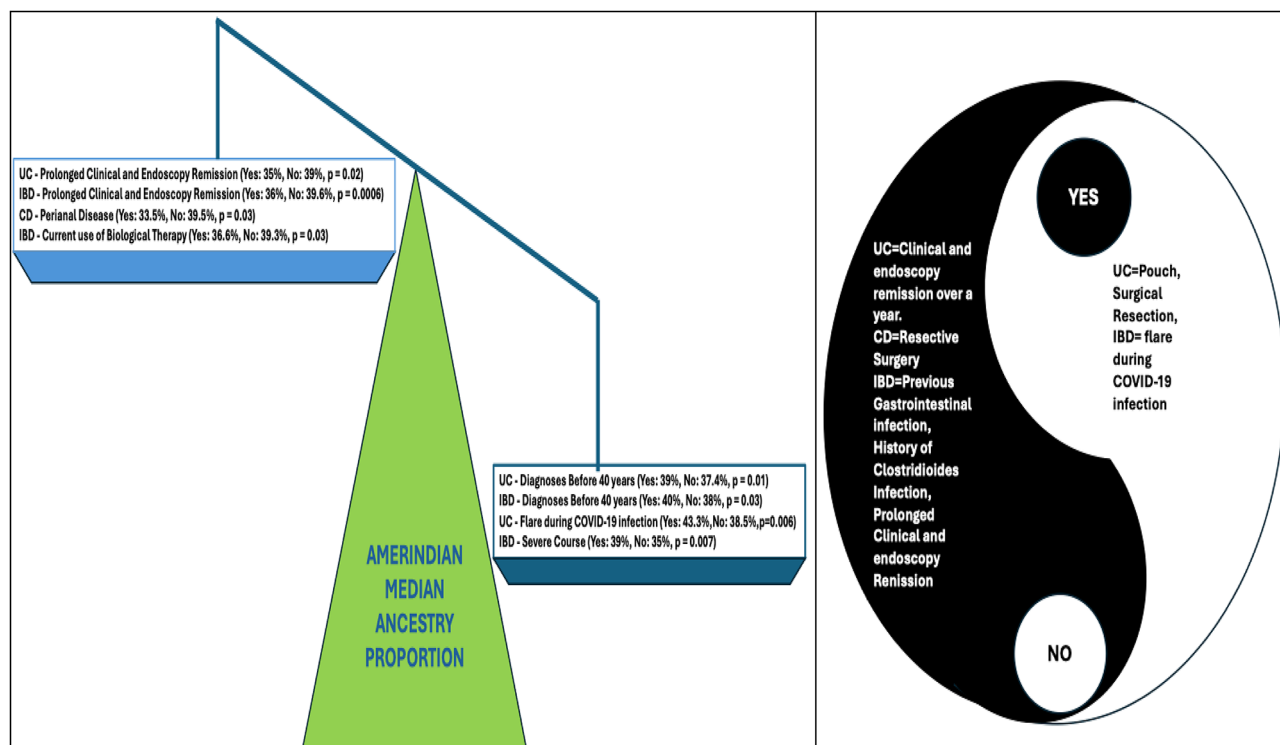 UC - Prolonged Clinical and Endoscopy Remission (Yes: 35%, No: 39%, p = 0.02)
IBD - Prolonged Clinical and Endoscopy Remission (Yes: 36%, No: 39.6%, p = 0.0006)
CD - Perianal Disease (Yes: 33.5%, No: 39.5%, p = 0.03)
IBD - Current use of Biological Therapy (Yes: 36.6%, No: 39.3%, p = 0.03)
UC - Diagnoses Before 40 years (Yes: 39%, No: 37.4%, p = 0.01)
IBD - Diagnoses Before 40 years (Yes: 40%, No: 38%, p = 0.03)
UC - Flare during COVID-19 infection (Yes: 43.3%,No: 38.5%,p=0.006)
IBD - Severe Course (Yes: 39%, No: 35%, p = 0.007)
AMERINDIAN
MEDIAN
ANCESTRY
PROPORTION
UC=Clinical and
endoscopy
remission over a
year.
CD=Resective
Surgery
IBD=Previous
Gastrointestinal
infection,
History of
Clostridioides
Infection,
Prolonged
Clinical and
endoscopy
Renission
YES
UC=Pouch,
Surgical
Resection,
IBD= flare
during
COVID-19
infection
NO